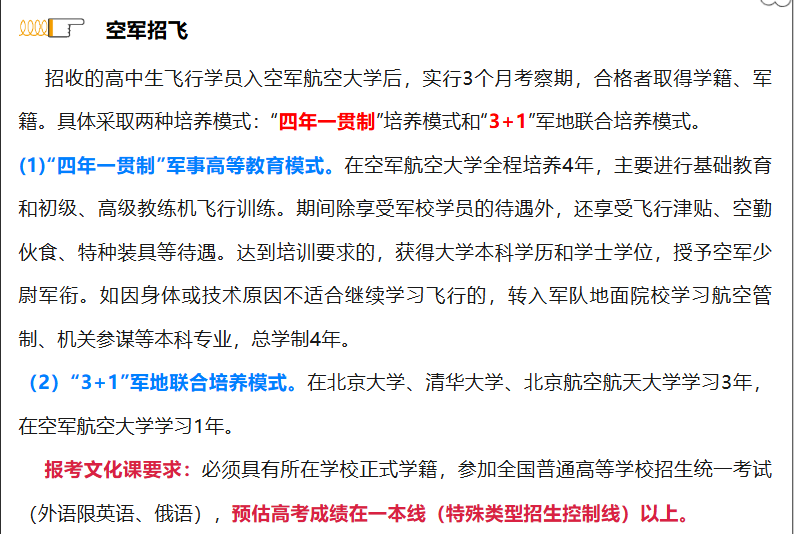 空军招飞
招收的高中生飞行学员入空军航空大学后，实行3个月考察期，合格者取得学籍、军
籍。具体采取两种培养模式：“四年一贯制”培养模式和“3+1”军地联合培养模式。
(1)“四年一贯制”军事高等教育模式。在空军航空大学全程培养4年，主要进行基础教育
和初级、高级教练机飞行训练。期间除享受军校学员的待遇外，还享受飞行津贴、空勤
伙食、特种装具等待遇。达到培训要求的，获得大学本科学历和学士学位，授予空军少
尉军衔。如因身体或技术原因不适合继续学习飞行的，转入军队地面院校学习航空管
制、机关参谋等本科专业，总学制4年。
（2）“3+1”军地联合培养模式。在北京大学、清华大学、北京航空航天大学学习3年，
在空军航空大学学习1年。
报考文化课要求：必须具有所在学校正式学籍，参加全国普通高等学校招生统一考试
（外语限英语、俄语），预估高考成绩在一本线（特殊类型招生控制线）以上。